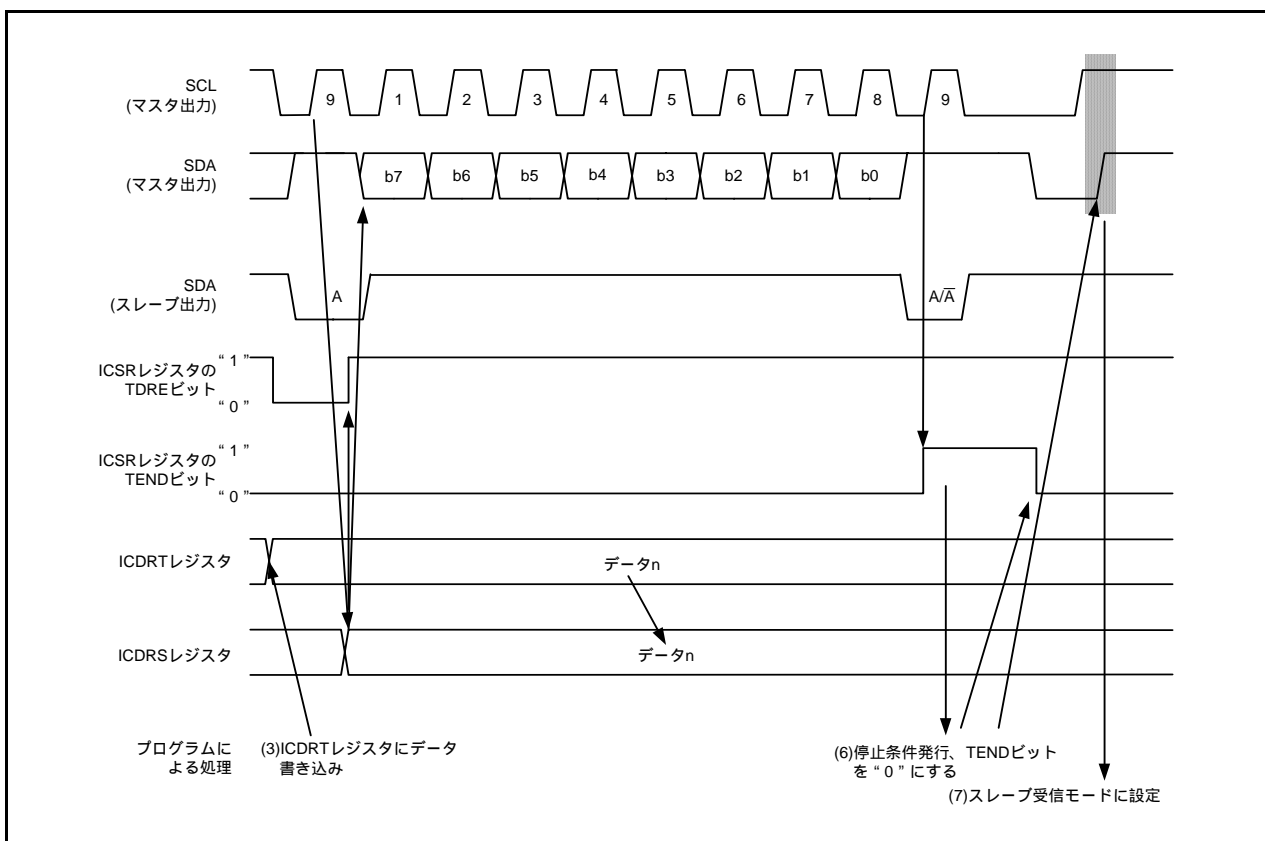 SCL
(マスタ出力)
9 1 2 3 4 5 6 7 8 9
SDA
(マスタ出力)
b7 b6 b5 b4 b3 b2 b1 b0
SDA
(スレーブ出力)
A
A/A̅
ICSRレジスタの
TDREビット
“ 1 ”
“ 0 ”
ICSRレジスタの
TENDビット
“ 1 ”
“ 0 ”
ICDRTレジスタ
データn
ICDRSレジスタ
データn
プログラムに
よる処理
(3)ICDRTレジスタにデータ
書き込み
(6)停止条件発行、TENDビット
を “ 0 ” にする
(7)スレーブ受信モードに設定